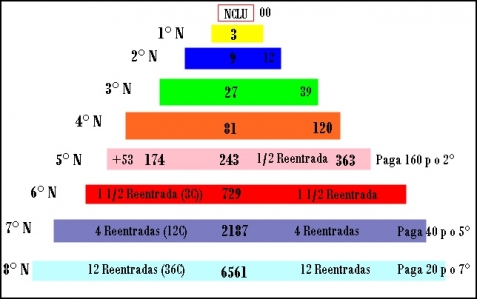 NCLU 00
1° N 3
2° N 9 12
3° N 27 39
4° N 81 120
5° N +53 174 243 1/2 Reentrada 363 Paga 160 p o 2°
6° N 1 1/2 Reentrada (3C)) 729 1 1/2 Reentrada
7° N 4 Reentradas (12C) 2187 4 Reentradas Paga 40 p o 5°
8° N 12 Reentradas (36C) 6561 12 Reentradas Paga 20 p o 7°